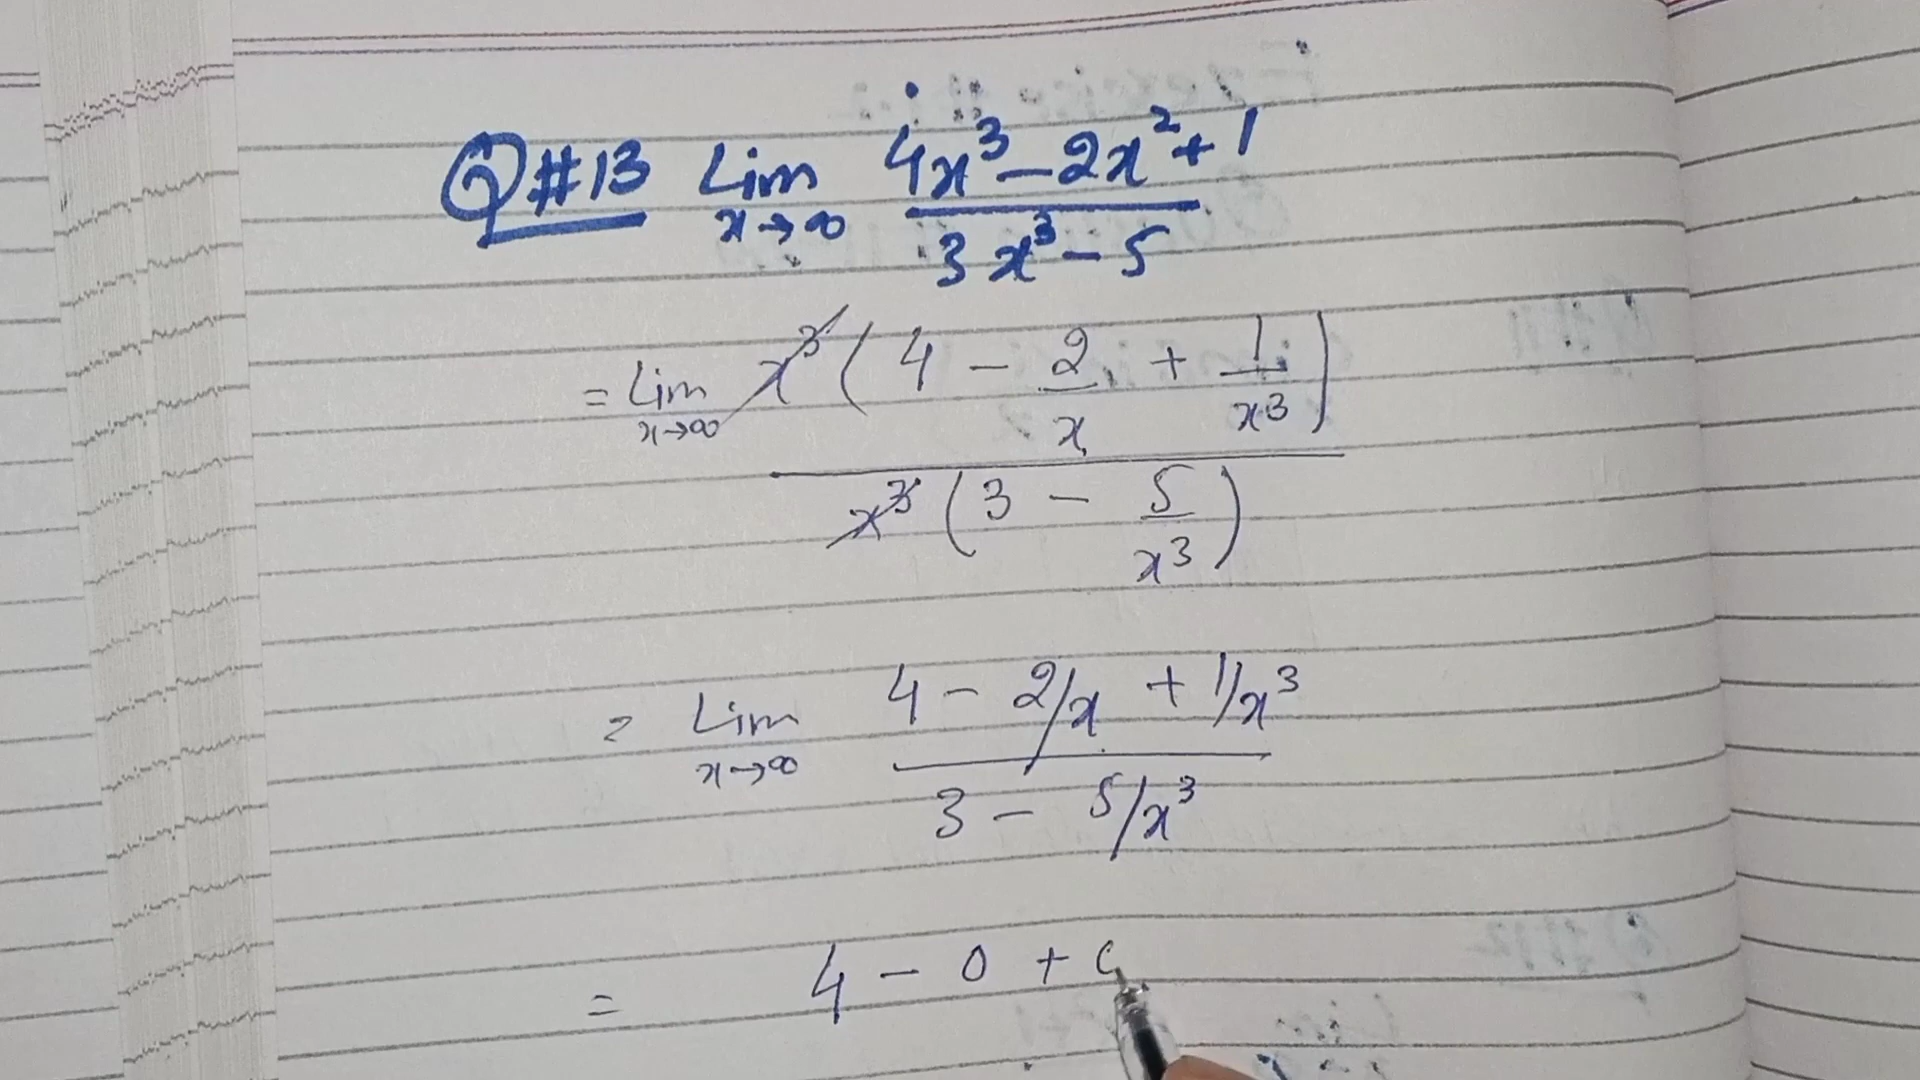 Q#13 Lim x→∞ 4x³-2x²+1 / 3x³-5
= Lim x→∞ x³(4 - 2/x + 1/x³) / x³(3 - 5/x³)
= Lim x→∞ 4 - 2/x + 1/x³ / 3 - 5/x³
= 4 - 0 +